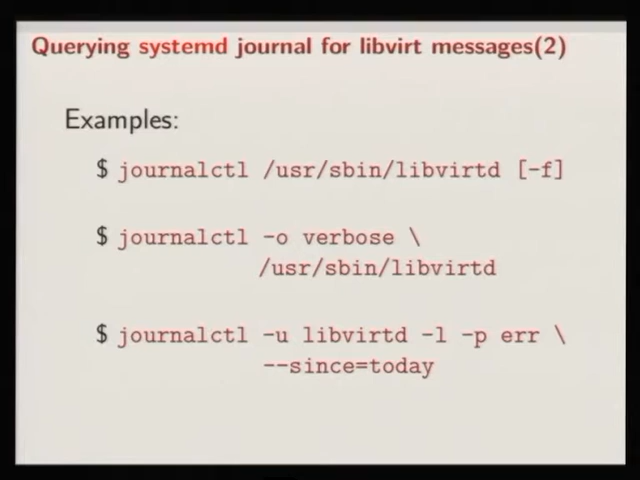 Querying systemd journal for libvirt messages(2)
Examples:
$ journalctl /usr/sbin/libvirtd [-f]
$ journalctl -o verbose \
/usr/sbin/libvirtd
$ journalctl -u libvirtd -l -p err \
--since=today